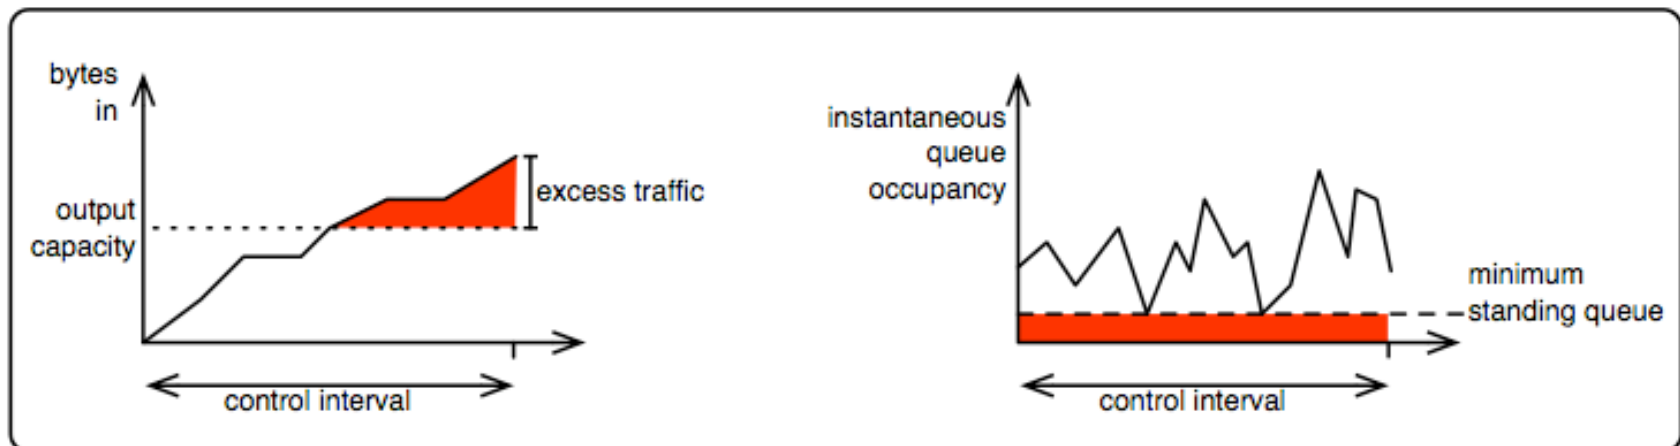 bytes
in
output
capacity
excess traffic
control interval
instantaneous
queue
occupancy
minimum
standing queue
control interval